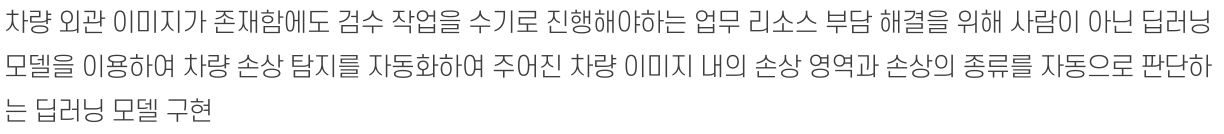 차량 외관 이미지가 존재함에도 검수 작업을 수기로 진행해야하는 업무 리소스 부담 해결을 위해 사람이 아닌 딥러닝
모델을 이용하여 차량 손상 탐지를 자동화하여 주어진 차량 이미지 내의 손상 영역과 손상의 종류를 자동으로 판단하
는 딥러닝 모델 구현